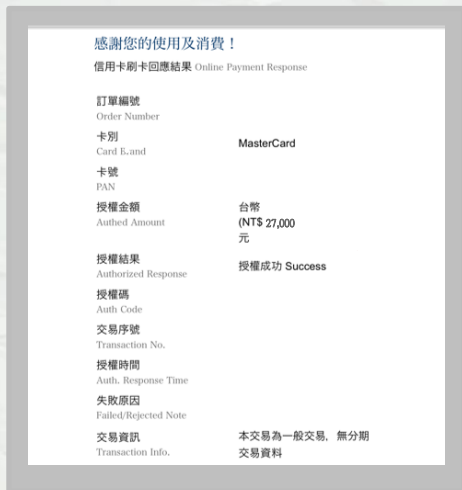 感謝您的使用及消費！
信用卡刷卡回應結果 Online Payment Response
訂單編號
Order Number
卡別
Card E.and
MasterCard
卡號
PAN
授權金額
Authed Amount
台幣
(NT$ 27,000
元
授權結果
Authorized Response
授權成功 Success
授權碼
Auth Code
交易序號
Transaction No.
授權時間
Auth. Response Time
失敗原因
Failed/Rejected Note
交易資訊
Transaction Info.
本交易為一般交易，無分期
交易資料